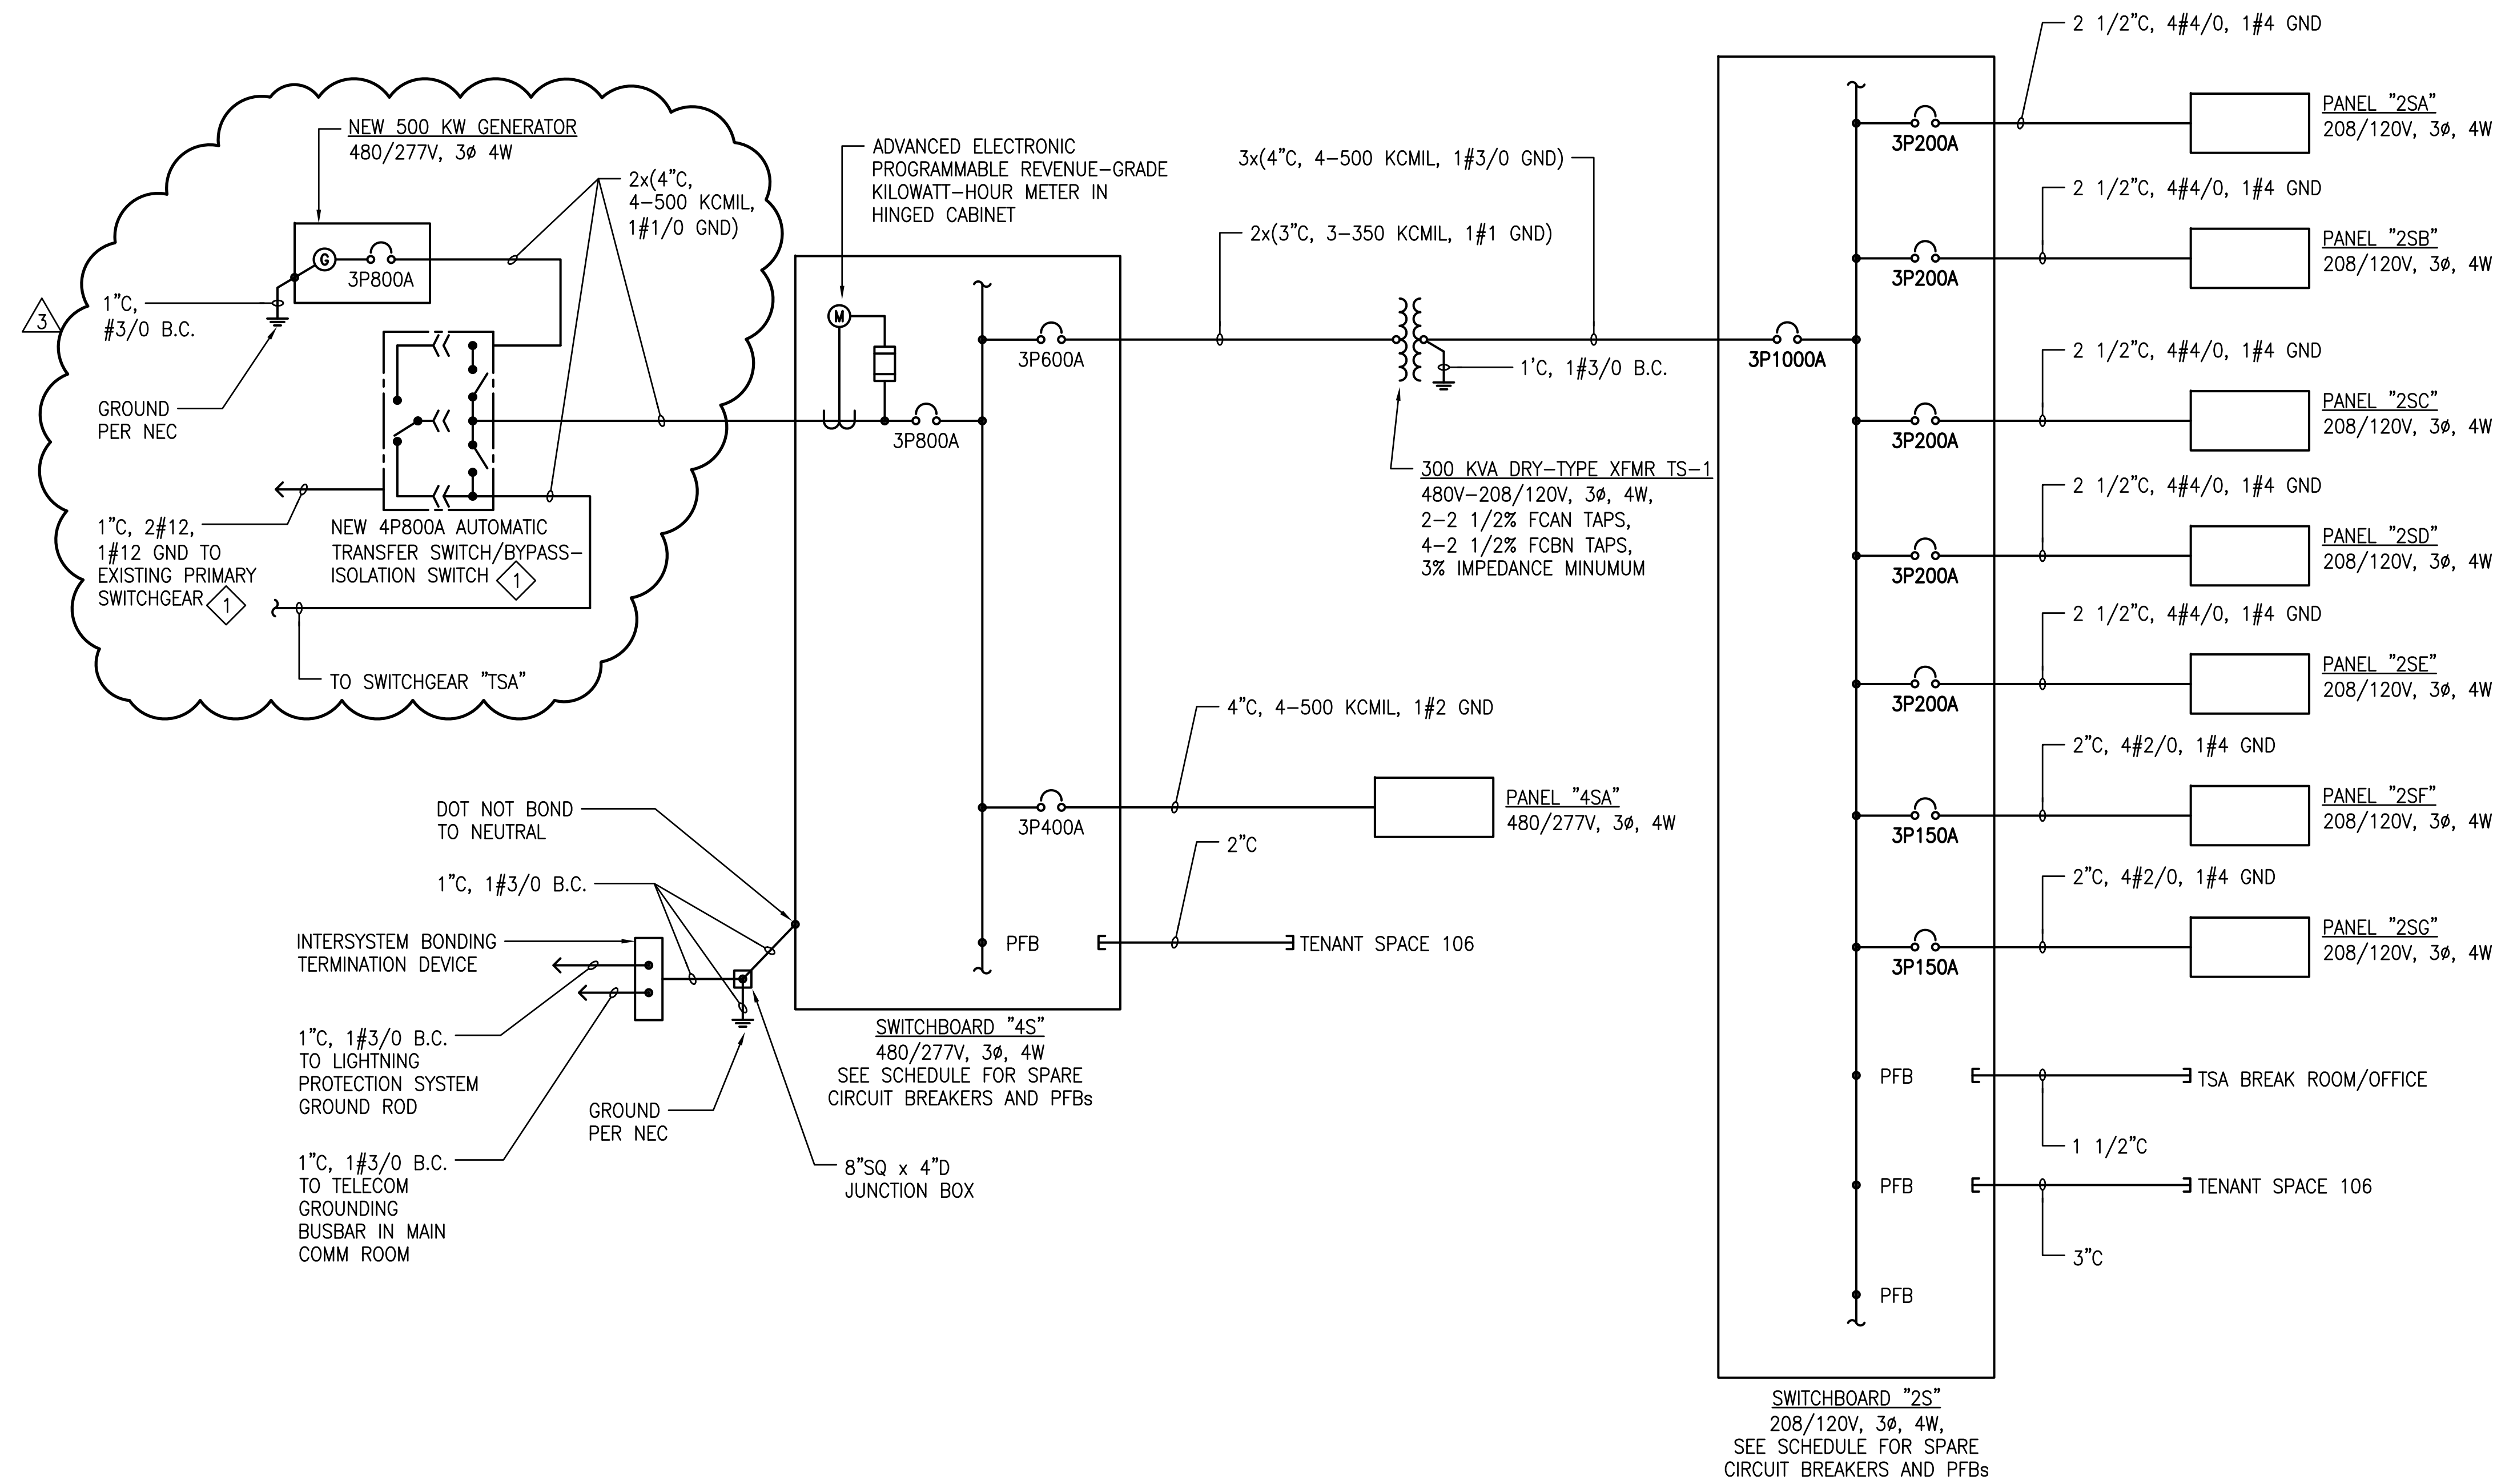 NEW 500 KW GENERATOR
480/277V, 3ø 4W
2x(4"C,
4-500 KCMIL,
1#1/0 GND)
G
3P800A
1"C,
#3/0 B.C.
3
GROUND
PER NEC
1"C, 2#12,
1#12 GND TO
EXISTING PRIMARY
SWITCHGEAR
1
NEW 4P800A AUTOMATIC
TRANSFER SWITCH/BYPASS-
ISOLATION SWITCH
1
TO SWITCHGEAR "TSA"
ADVANCED ELECTRONIC
PROGRAMMABLE REVENUE-GRADE
KILOWATT-HOUR METER IN
HINGED CABINET
M
3P800A
3P600A
3P400A
PFB
SWITCHBOARD "4S"
480/277V, 3ø, 4W
SEE SCHEDULE FOR SPARE
CIRCUIT BREAKERS AND PFBs
DOT NOT BOND
TO NEUTRAL
1"C, 1#3/0 B.C.
INTERSYSTEM BONDING
TERMINATION DEVICE
1"C, 1#3/0 B.C.
TO LIGHTNING
PROTECTION SYSTEM
GROUND ROD
1"C, 1#3/0 B.C.
TO TELECOM
GROUNDING
BUSBAR IN MAIN
COMM ROOM
GROUND
PER NEC
8"SQ x 4"D
JUNCTION BOX
3x(4"C, 4-500 KCMIL, 1#3/0 GND)
2x(3"C, 3-350 KCMIL, 1#1 GND)
1'C, 1#3/0 B.C.
300 KVA DRY-TYPE XFMR TS-1
480V-208/120V, 3ø, 4W,
2-2 1/2% FCAN TAPS,
4-2 1/2% FCBN TAPS,
3% IMPEDANCE MINUMUM
4"C, 4-500 KCMIL, 1#2 GND
PANEL "4SA"
480/277V, 3ø, 4W
2"C
TENANT SPACE 106
3P1000A
2 1/2"C, 4#4/0, 1#4 GND
3P200A
PANEL "2SA"
208/120V, 3ø, 4W
2 1/2"C, 4#4/0, 1#4 GND
3P200A
PANEL "2SB"
208/120V, 3ø, 4W
2 1/2"C, 4#4/0, 1#4 GND
3P200A
PANEL "2SC"
208/120V, 3ø, 4W
2 1/2"C, 4#4/0, 1#4 GND
3P200A
PANEL "2SD"
208/120V, 3ø, 4W
2 1/2"C, 4#4/0, 1#4 GND
3P200A
PANEL "2SE"
208/120V, 3ø, 4W
2"C, 4#2/0, 1#4 GND
3P150A
PANEL "2SF"
208/120V, 3ø, 4W
2"C, 4#2/0, 1#4 GND
3P150A
PANEL "2SG"
208/120V, 3ø, 4W
PFB
TSA BREAK ROOM/OFFICE
1 1/2"C
PFB
TENANT SPACE 106
3"C
PFB
SWITCHBOARD "2S"
208/120V, 3ø, 4W,
SEE SCHEDULE FOR SPARE
CIRCUIT BREAKERS AND PFBs